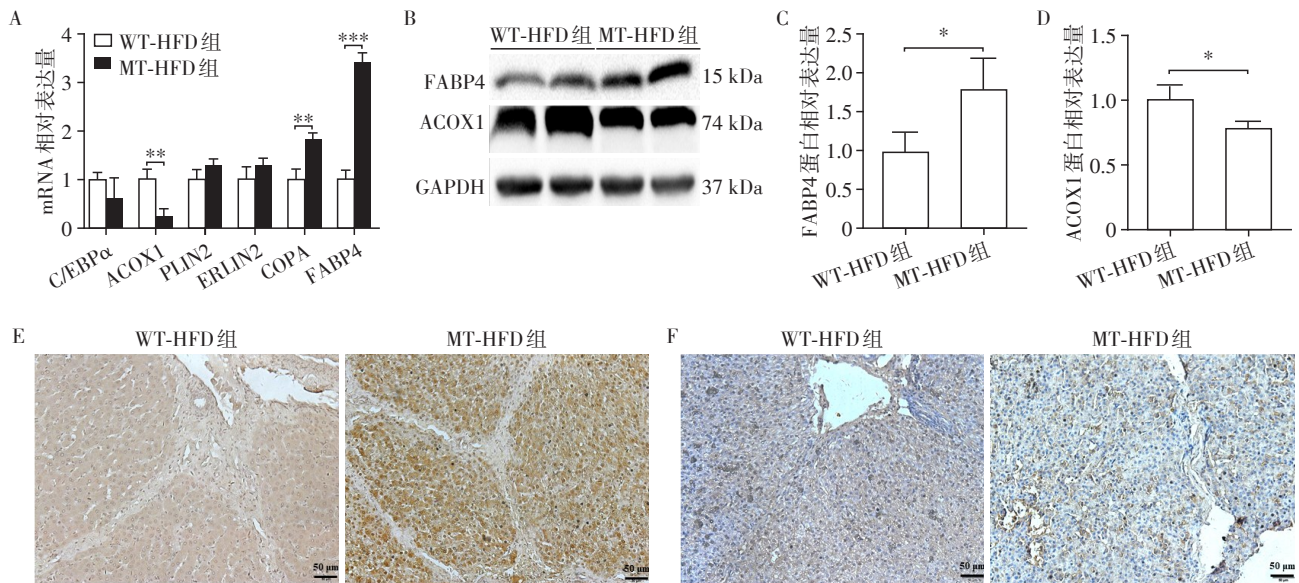 A
mRNA相对表达量
4
3
2
1
0
WT-HFD组
MT-HFD组
**
**
***
C/EBPα
ACOX1
PLIN2
ERLIN2
COPA
FABP4
B
WT-HFD组 MT-HFD组
FABP4 15 kDa
ACOX1 74 kDa
GAPDH 37 kDa
C
FABP4蛋白相对表达量
2.5
2.0
1.5
1.0
0.5
0
*
WT-HFD组
MT-HFD组
D
ACOX1蛋白相对表达量
1.5
1.0
0.5
0
*
WT-HFD组
MT-HFD组
E
WT-HFD组
50 μm
MT-HFD组
50 μm
F
WT-HFD组
50 μm
MT-HFD组
50 μm